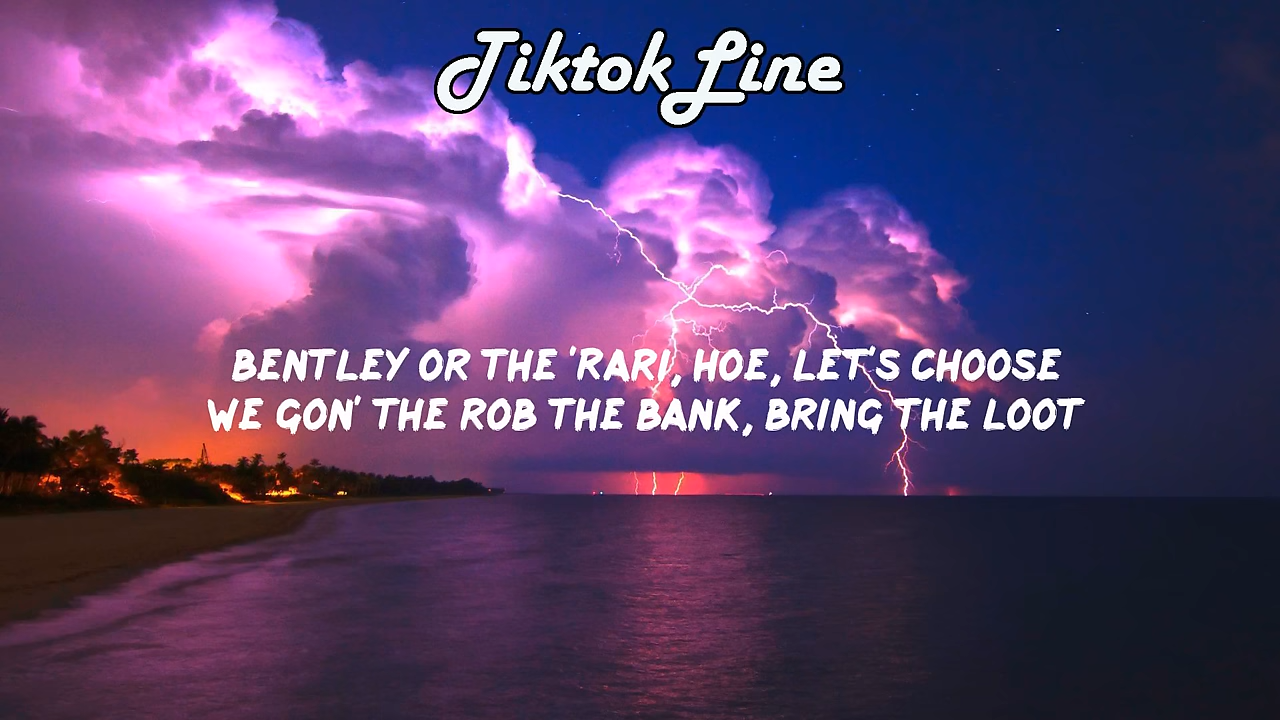 Tiktok Line
BENTLEY OR THE 'RARI, HOE, LET'S CHOOSE
WE GON' THE ROB THE BANK, BRING THE LOOT